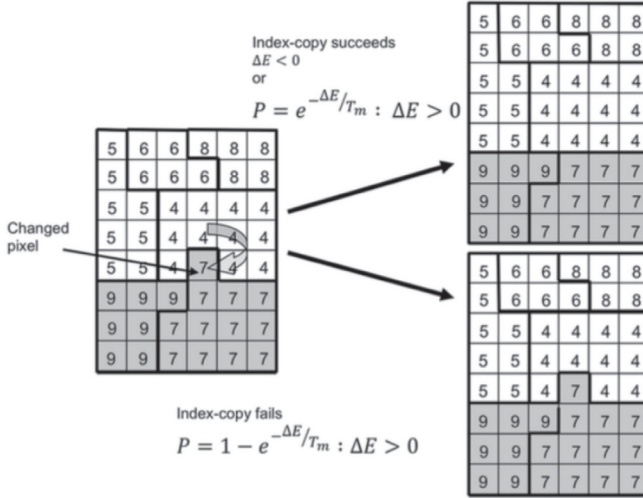 Index-copy succeeds
ΔE < 0
or
P = e^{-ΔE/T_m} : ΔE > 0
5 6 6 8 8 8
5 6 6 6 8 8
5 5 4 4 4 4
5 5 4 4 4 4
5 5 4 7 4 4
9 9 9 7 7 7
9 9 7 7 7 7
9 9 7 7 7 7
Changed
pixel
5 6 6 8 8 8
5 6 6 6 8 8
5 5 4 4 4 4
5 5 4 4 4 4
5 5 4 4 4 4
9 9 9 7 7 7
9 9 7 7 7 7
9 9 7 7 7 7
5 6 6 8 8 8
5 6 6 6 8 8
5 5 4 4 4 4
5 5 4 4 4 4
5 5 4 7 4 4
9 9 9 7 7 7
9 9 7 7 7 7
9 9 7 7 7 7
Index-copy fails
P = 1 − e^{-ΔE/T_m} : ΔE > 0